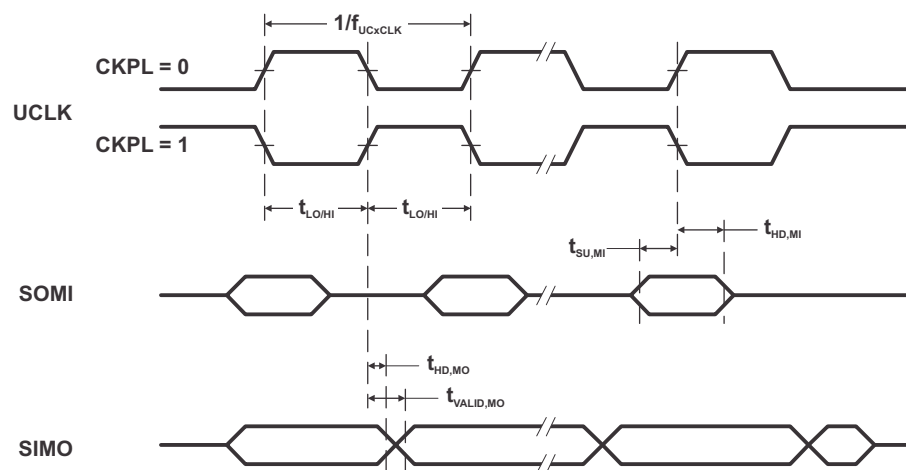 1/fUCxCLK
CKPL = 0
UCLK
CKPL = 1
tLO/HI tLO/HI
tSU,MI tHD,MI
SOMI
tHD,MO
tVALID,MO
SIMO